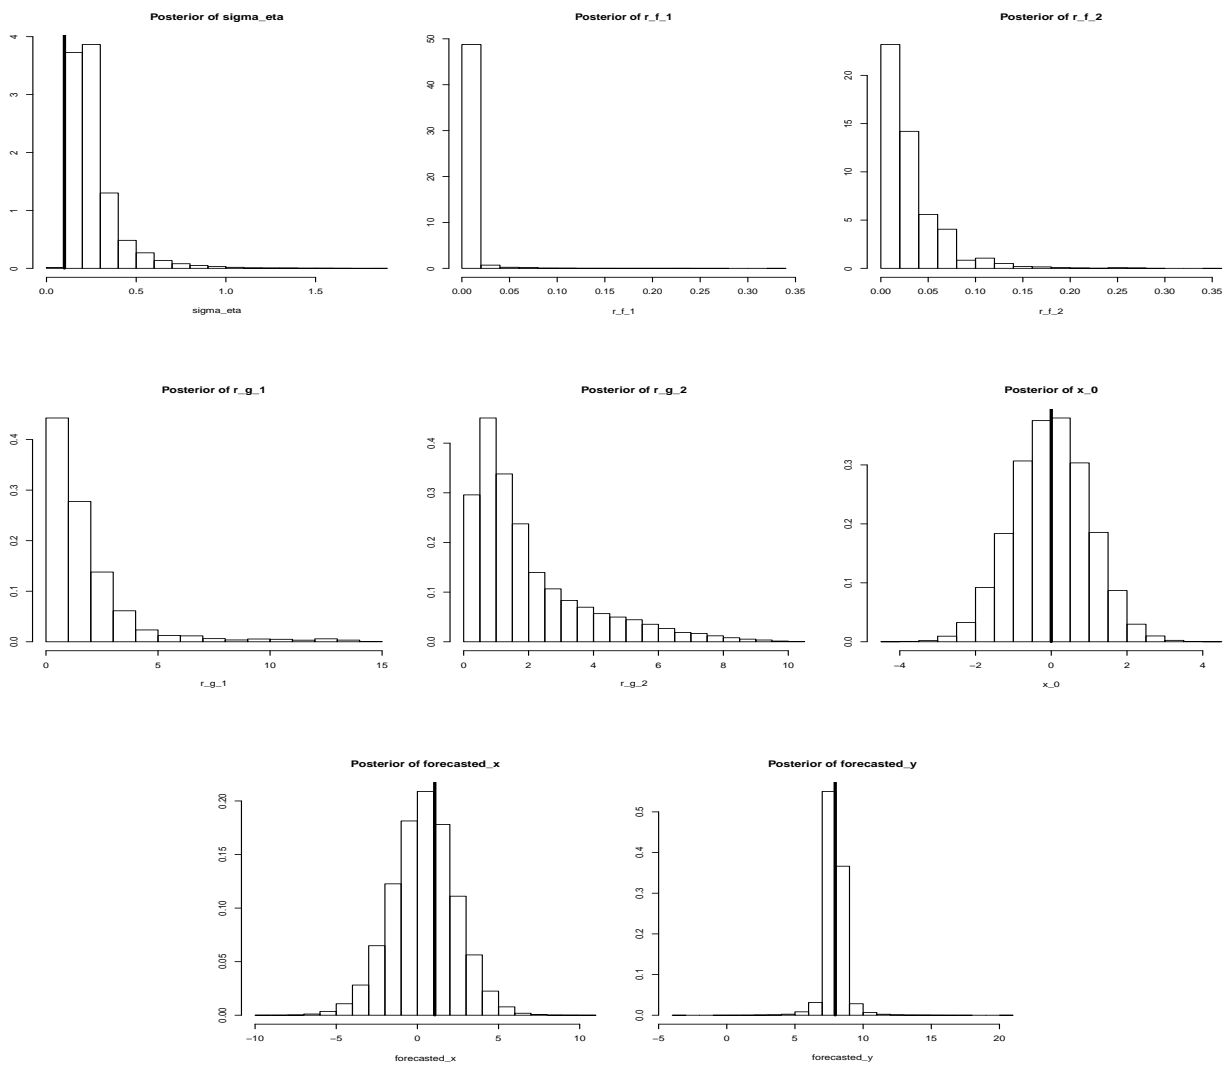 Posterior of sigma_eta
4
3
2
1
0
0.0 0.5 1.0 1.5
sigma_eta
Posterior of r_f_1
50
40
30
20
10
0
0.00 0.05 0.10 0.15 0.20 0.25 0.30 0.35
r_f_1
Posterior of r_f_2
20
15
10
5
0
0.00 0.05 0.10 0.15 0.20 0.25 0.30 0.35
r_f_2
Posterior of r_g_1
0.4
0.3
0.2
0.1
0.0
0 5 10 15
r_g_1
Posterior of r_g_2
0.4
0.3
0.2
0.1
0.0
0 2 4 6 8 10
r_g_2
Posterior of x_0
0.3
0.2
0.1
0.0
−4 −2 0 2 4
x_0
Posterior of forecasted_x
0.20
0.15
0.10
0.05
0.00
−10 −5 0 5 10
forecasted_x
Posterior of forecasted_y
0.5
0.4
0.3
0.2
0.1
0.0
−5 0 5 10 15 20
forecasted_y